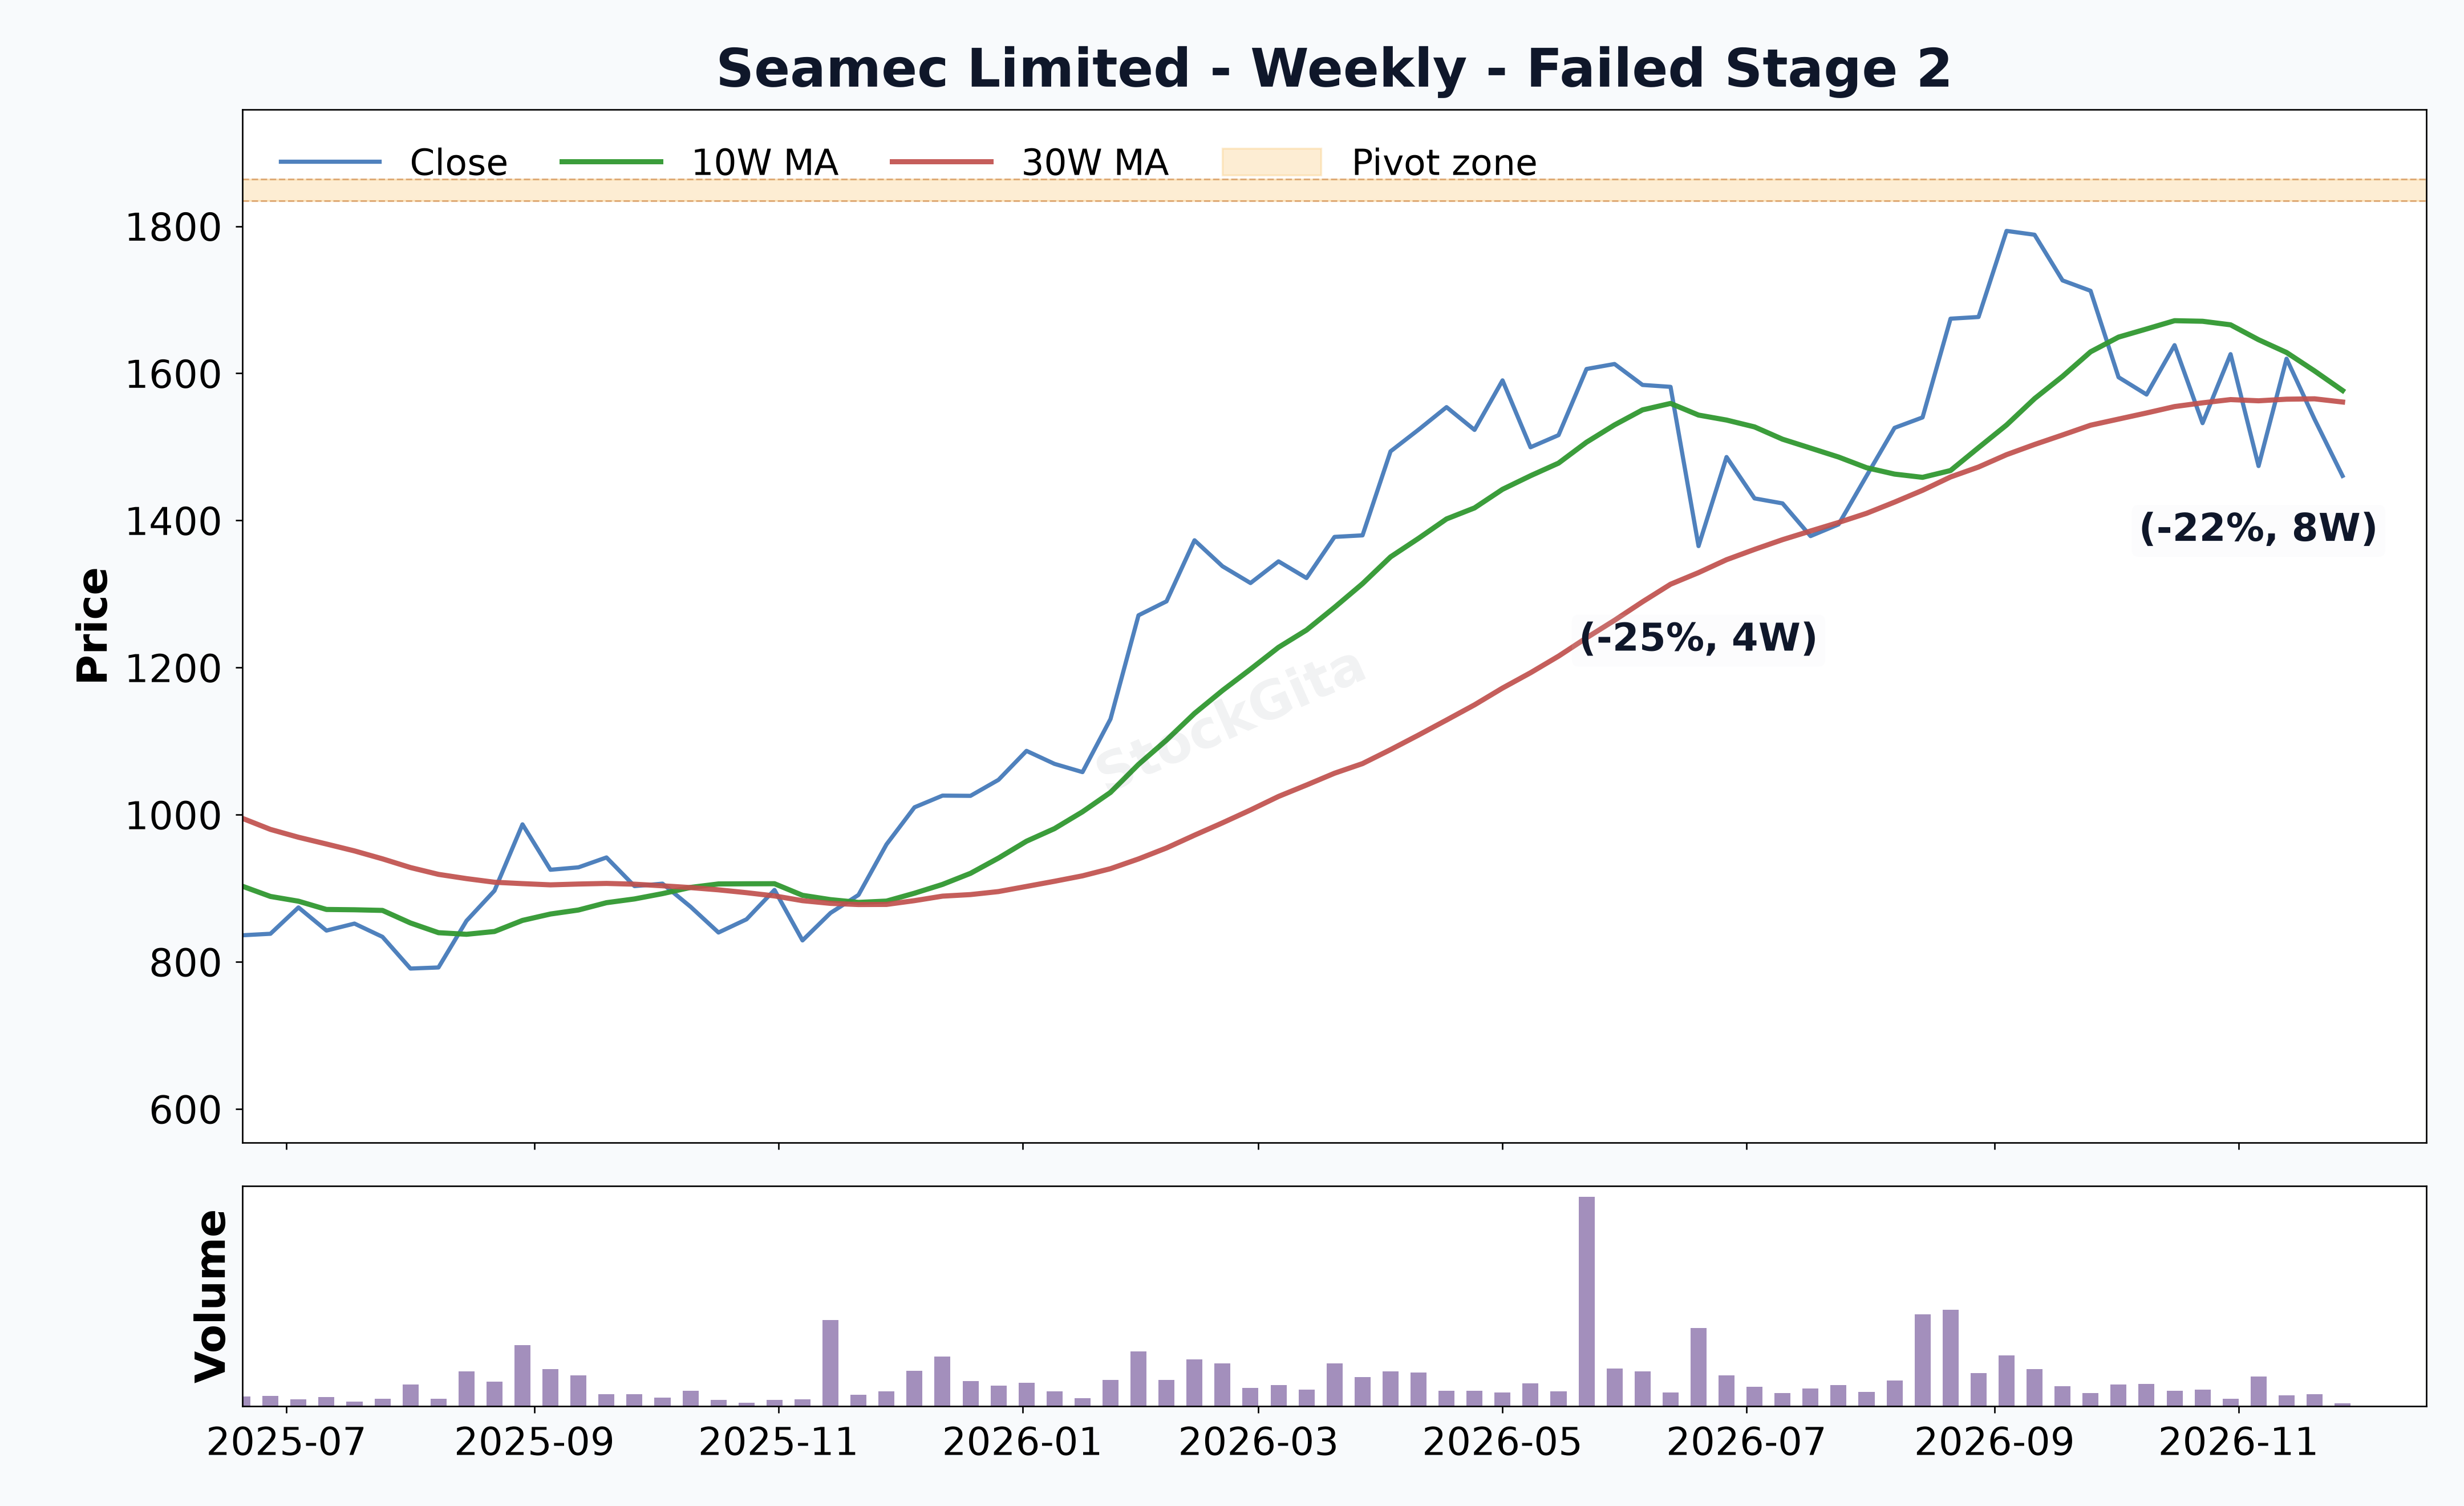 Seamec Limited - Weekly - Failed Stage 2
Close 10W MA 30W MA Pivot zone
1800
1600
1400
1200
1000
800
600
Price
(-22%, 8W)
(-25%, 4W)
StockGita
Volume
2025-07 2025-09 2025-11 2026-01 2026-03 2026-05 2026-07 2026-09 2026-11